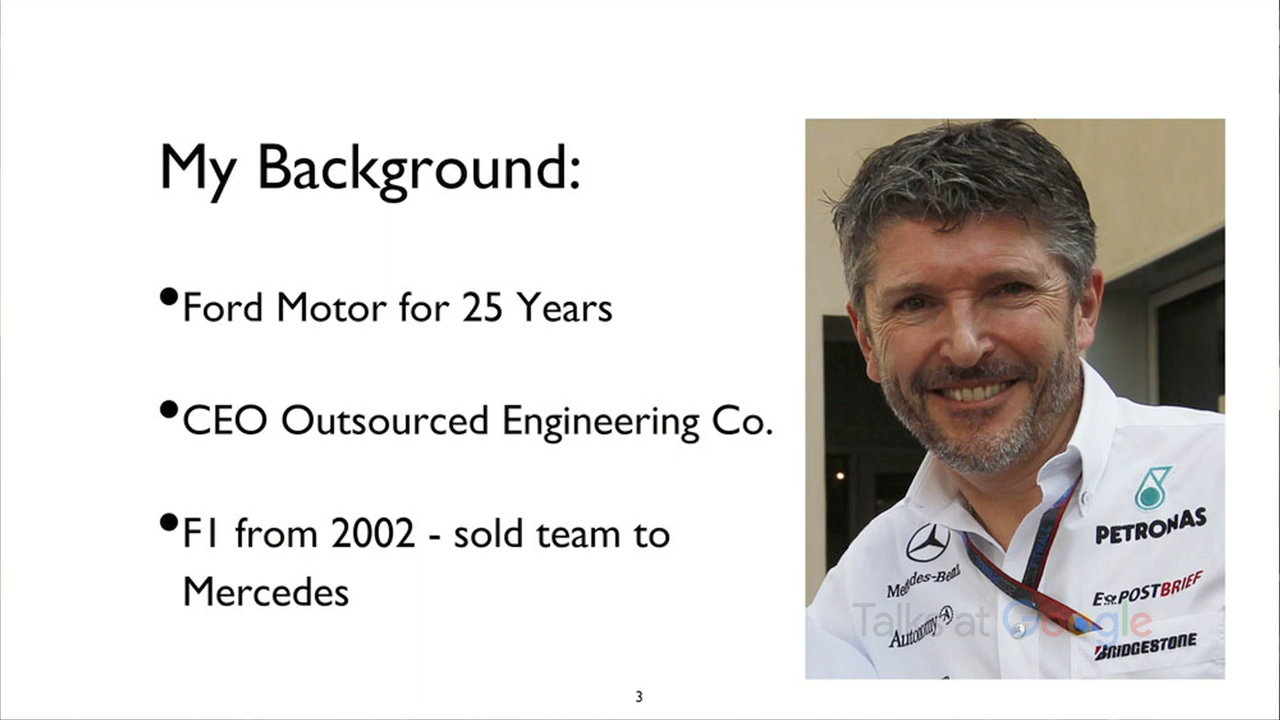 My Background:
•Ford Motor for 25 Years
•CEO Outsourced Engineering Co.
•F1 from 2002 - sold team to
Mercedes
PETRONAS
Mercedes-Benz
POSTBRIEF
Autonomy
Talks at Google
BRIDGESTONE
3